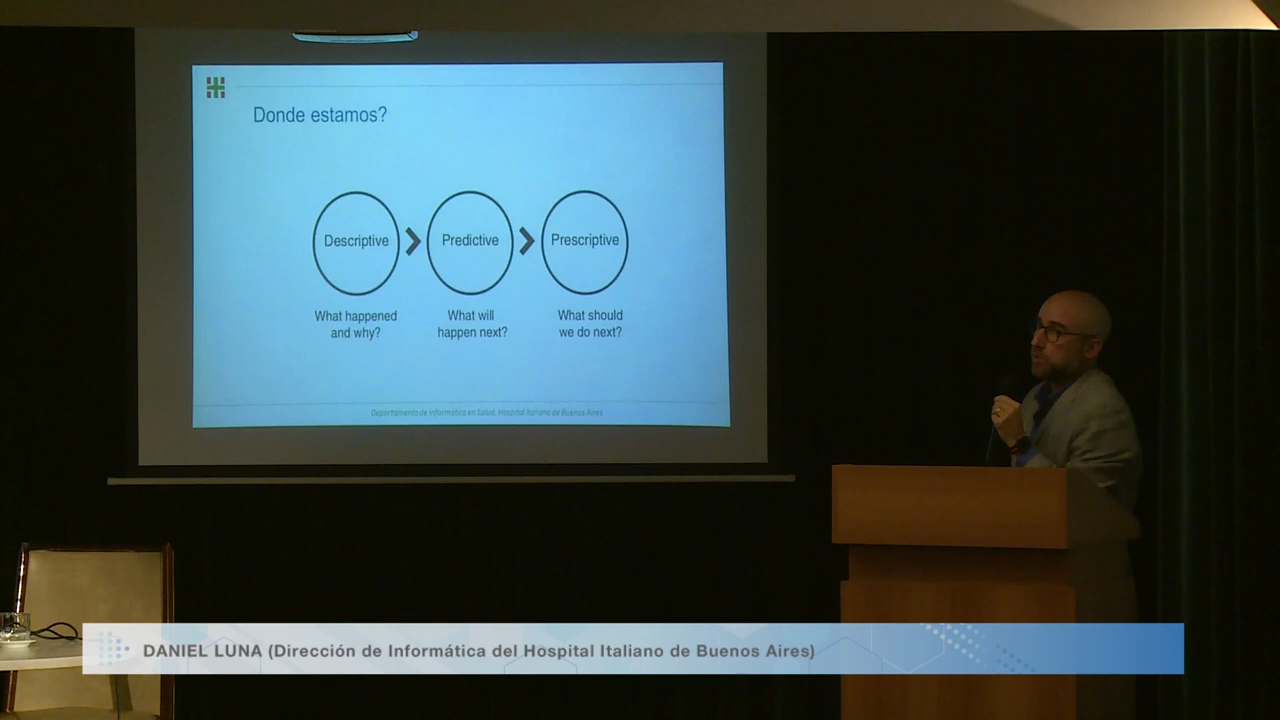 Donde estamos?
Descriptive
Predictive
Prescriptive
What happened
and why?
What will
happen next?
What should
we do next?
Departamento de Informática en Salud. Hospital Italiano de Buenos Aires
DANIEL LUNA (Dirección de Informática del Hospital Italiano de Buenos Aires)